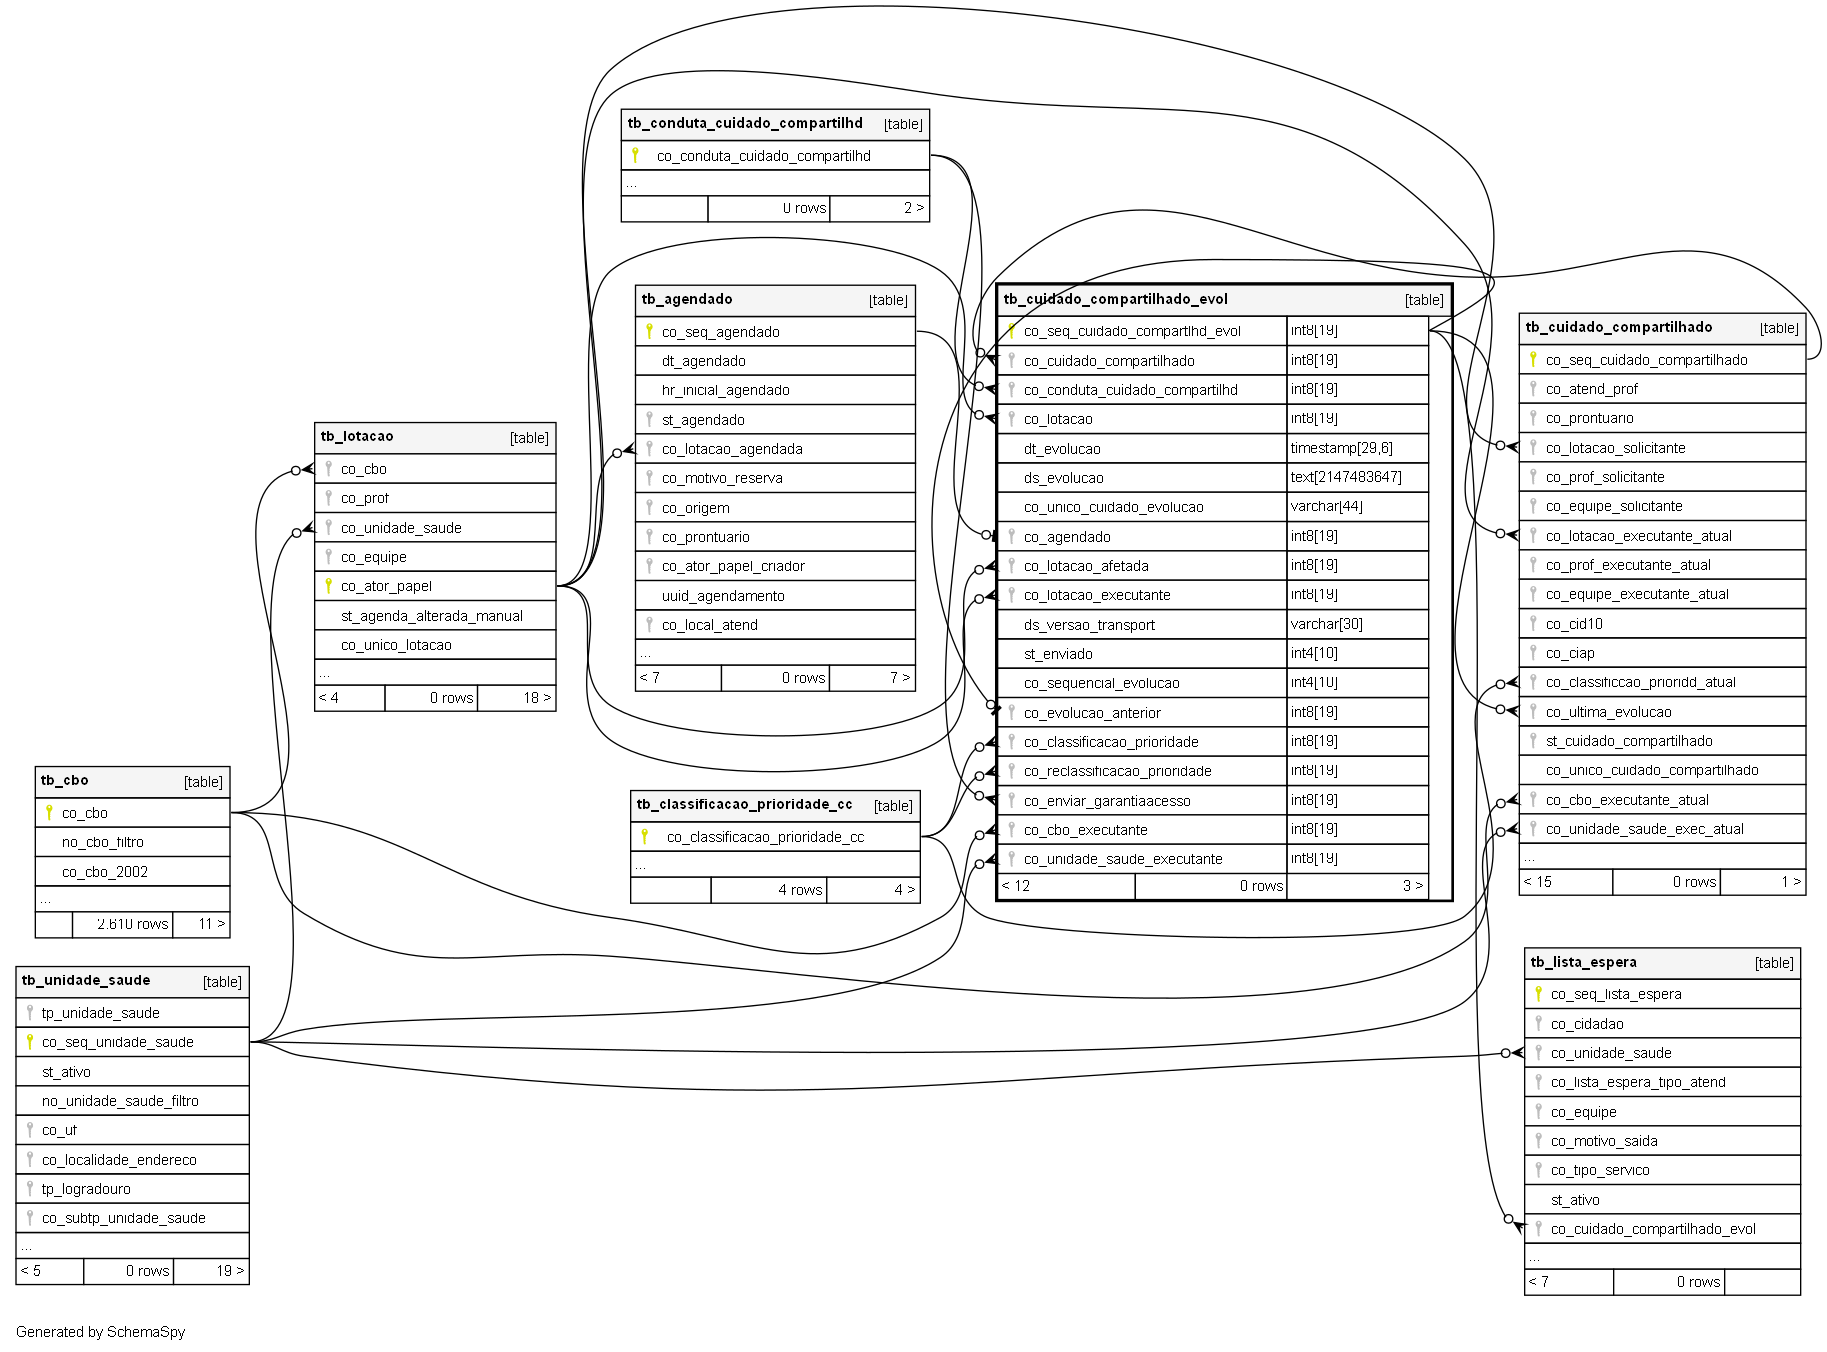 tb_conduta_cuidado_compartilhd [table]
co_conduta_cuidado_compartilhd
...
0 rows 2 >
tb_agendado [table]
co_seq_agendado
dt_agendado
hr_inicial_agendado
st_agendado
co_lotacao_agendada
co_motivo_reserva
co_origem
co_prontuario
co_ator_papel_criador
uuid_agendamento
co_local_atend
...
< 7 0 rows 7 >
tb_cuidado_compartilhado_evol [table]
co_seq_cuidado_compartlhd_evol int8[19]
co_cuidado_compartilhado int8[19]
co_conduta_cuidado_compartilhd int8[19]
co_lotacao int8[19]
dt_evolucao timestamp[29,6]
ds_evolucao text[2147483647]
co_unico_cuidado_evolucao varchar[44]
co_agendado int8[19]
co_lotacao_afetada int8[19]
co_lotacao_executante int8[19]
ds_versao_transport varchar[30]
st_enviado int4[10]
co_sequencial_evolucao int4[10]
co_evolucao_anterior int8[19]
co_classificacao_prioridade int8[19]
co_reclassificacao_prioridade int8[19]
co_enviar_garantiaacesso int8[19]
co_cbo_executante int8[19]
co_unidade_saude_executante int8[19]
< 12 0 rows 3 >
tb_cuidado_compartilhado [table]
co_seq_cuidado_compartilhado
co_atend_prof
co_prontuario
co_lotacao_solicitante
co_prof_solicitante
co_equipe_solicitante
co_lotacao_executante_atual
co_prof_executante_atual
co_equipe_executante_atual
co_cid10
co_ciap
co_classificcao_prioridd_atual
co_ultima_evolucao
st_cuidado_compartilhado
co_unico_cuidado_compartilhado
co_cbo_executante_atual
co_unidade_saude_exec_atual
...
< 15 0 rows 1 >
tb_lotacao [table]
co_cbo
co_prof
co_unidade_saude
co_equipe
co_ator_papel
st_agenda_alterada_manual
co_unico_lotacao
...
< 4 0 rows 18 >
tb_cbo [table]
co_cbo
no_cbo_filtro
co_cbo_2002
...
2.610 rows 11 >
tb_classificacao_prioridade_cc [table]
co_classificacao_prioridade_cc
...
4 rows 4 >
tb_unidade_saude [table]
tp_unidade_saude
co_seq_unidade_saude
st_ativo
no_unidade_saude_filtro
co_uf
co_localidade_endereco
tp_logradouro
co_subtp_unidade_saude
...
< 5 0 rows 19 >
tb_lista_espera [table]
co_seq_lista_espera
co_cidadao
co_unidade_saude
co_lista_espera_tipo_atend
co_equipe
co_motivo_saida
co_tipo_servico
st_ativo
co_cuidado_compartilhado_evol
...
< 7 0 rows
Generated by SchemaSpy